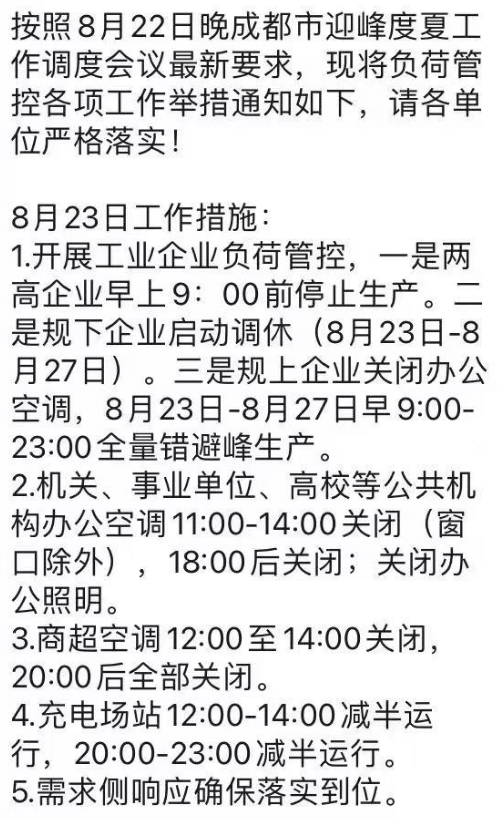 按照8月22日晚成都市迎峰度夏工
作调度会议最新要求，现将负荷管
控各项工作举措通知如下，请各单
位严格落实！
8月23日工作措施：
1.开展工业企业负荷管控，一是两
高企业早上9：00前停止生产。二
是规下企业启动调休（8月23日-8
月27日）。三是规上企业关闭办公
空调，8月23日-8月27日早9:00-
23:00全量错避峰生产。
2.机关、事业单位、高校等公共机
构办公空调11:00-14:00关闭（窗
口除外），18:00后关闭；关闭办
公照明。
3.商超空调12:00至14:00关闭，
20:00后全部关闭。
4.充电场站12:00-14:00减半运
行，20:00-23:00减半运行。
5.需求侧响应确保落实到位。